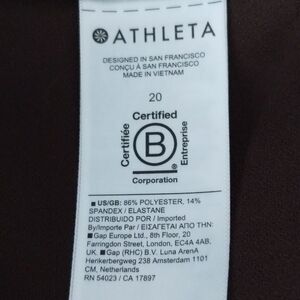 ATHLETA
DESIGNED IN SAN FRANCISCO
CONÇU À SAN FRANCISCO
MADE IN VIETNAM
20
Certified
Certifiée
B
Entreprise
®
Corporation
■ US/GB: 86% POLYESTER, 14%
SPANDEX / ELASTANE
DISTRIBUIDO POR / Imported
By/Importe Par / ΕΙΣΑΓΕΤΑΙ ΑΠΟ ΤΗΝ:
■ Gap Europe Ltd., 8th Floor, 20
Farringdon Street, London, EC4A 4AB,
UK. ■ Gap (RHC) B.V. Luna ArenA
Herikerbergweg 238 Amsterdam 1101
CM, Netherlands
RN 54023 / CA 17897